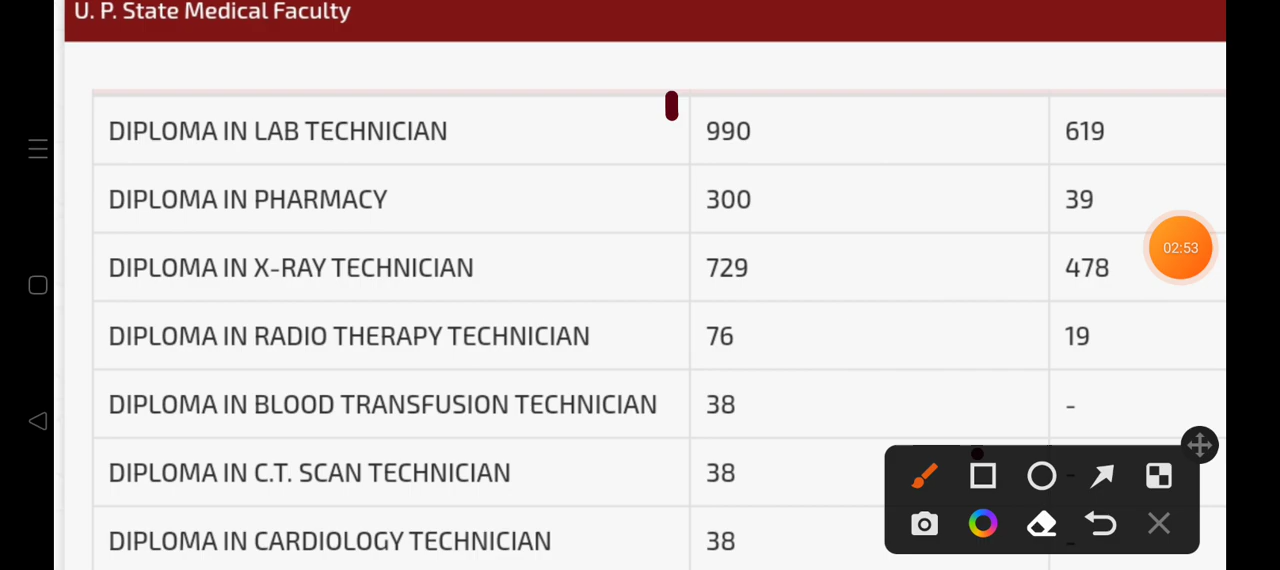 U. P. State Medical Faculty
DIPLOMA IN LAB TECHNICIAN 990 619
DIPLOMA IN PHARMACY 300 39
DIPLOMA IN X-RAY TECHNICIAN 729 478
02:53
DIPLOMA IN RADIO THERAPY TECHNICIAN 76 19
DIPLOMA IN BLOOD TRANSFUSION TECHNICIAN 38 -
DIPLOMA IN C.T. SCAN TECHNICIAN 38 -
DIPLOMA IN CARDIOLOGY TECHNICIAN 38 -